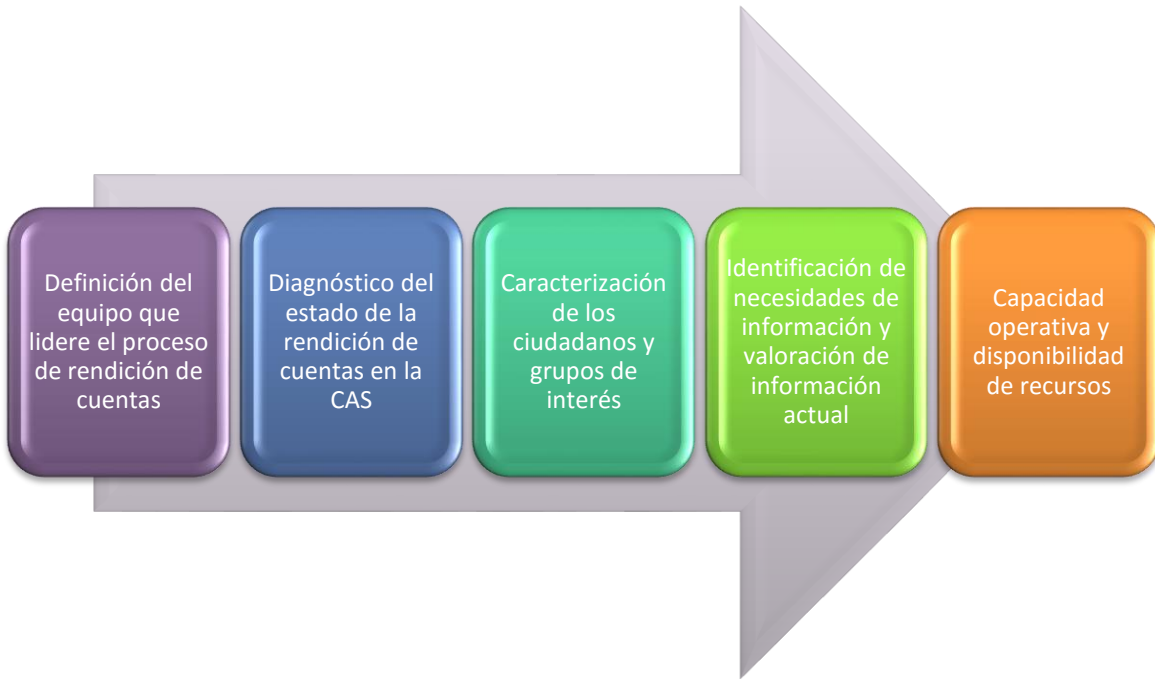 Definición del
equipo que
lidere el proceso
de rendición de
cuentas
Diagnóstico del
estado de la
rendición de
cuentas en la
CAS
Caracterización
de los
ciudadanos y
grupos de
interés
Identificación de
necesidades de
información y
valoración de
información
actual
Capacidad
operativa y
disponibilidad
de recursos